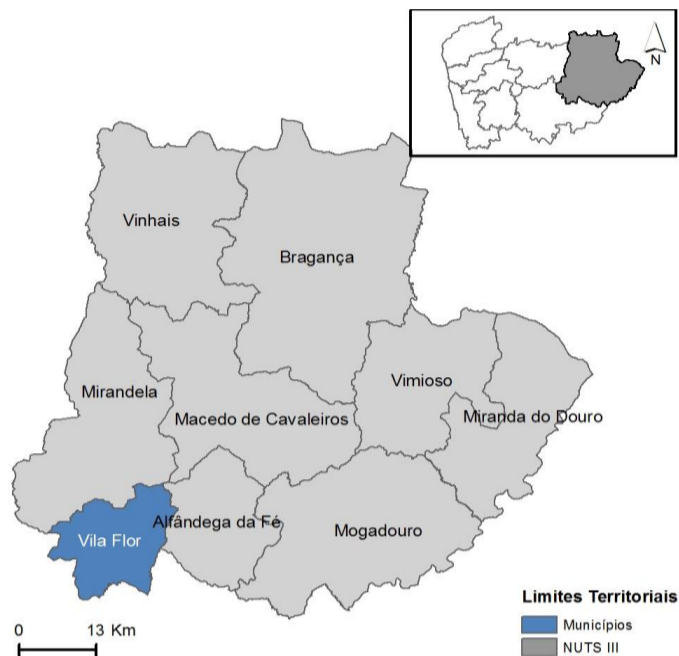 N
Vinhais
Bragança
Mirandela
Vimioso
Macedo de Cavaleiros
Miranda do Douro
Vila Flor
Alfândega da Fé
Mogadouro
Limites Territoriais
Municípios
NUTS III
0 13 Km